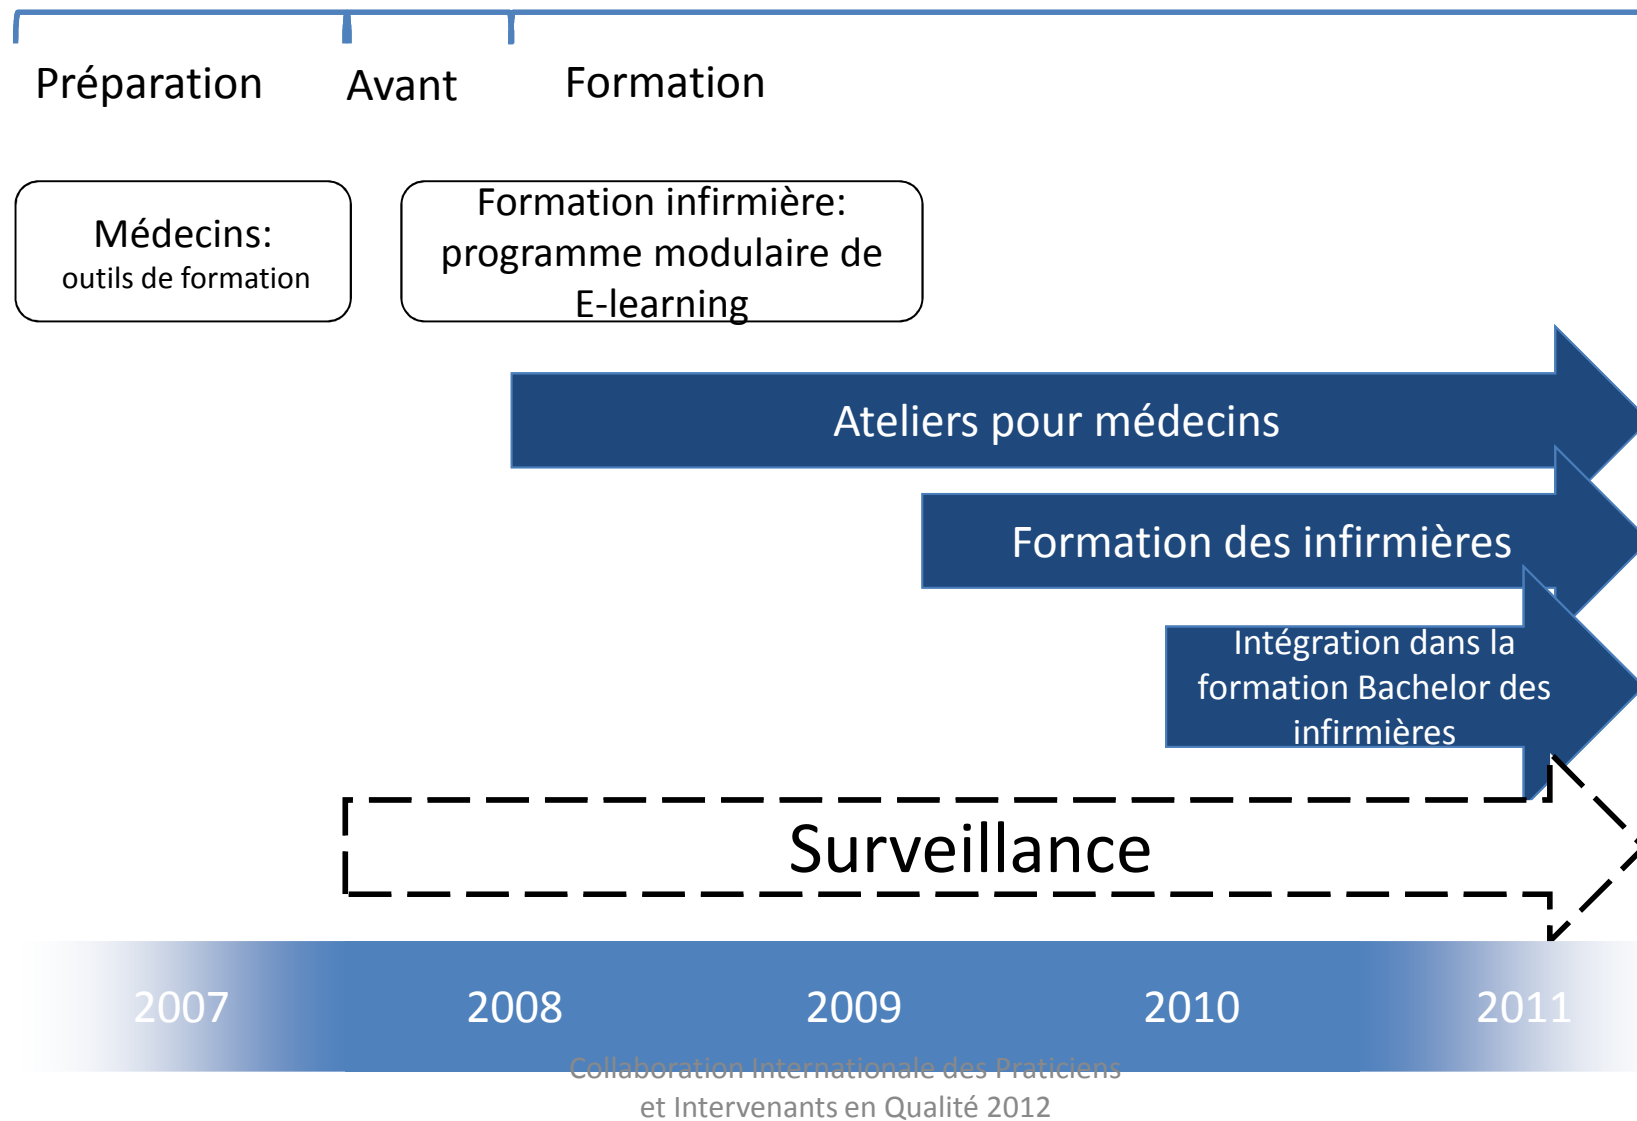 Préparation
Avant
Formation
Médecins:
outils de formation
Formation infirmière:
programme modulaire de
E-learning
Ateliers pour médecins
Formation des infirmières
Intégration dans la
formation Bachelor des
infirmières
Surveillance
2007
2008
2009
2010
2011
Collaboration Internationale des Praticiens
et Intervenants en Qualité 2012